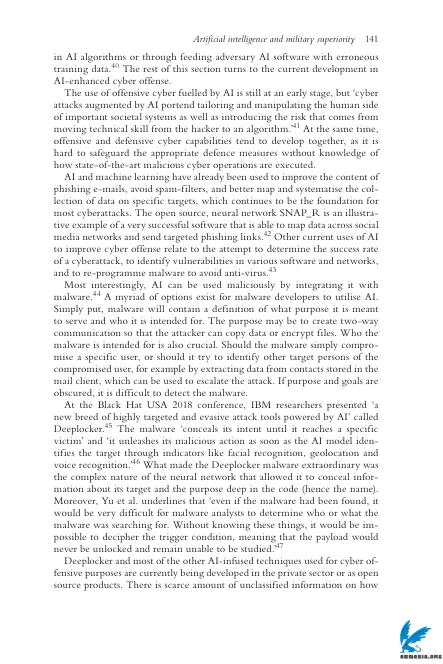 Artificial intelligence and military superiority 141
in AI algorithms or through feeding adversary AI software with erroneous
training data.40 The rest of this section turns to the current development in
AI-enhanced cyber offense.
The use of offensive cyber fuelled by AI is still at an early stage, but ‘cyber
attacks augmented by AI portend tailoring and manipulating the human side
of important societal systems as well as introducing the risk that comes from
moving technical skill from the hacker to an algorithm.’41 At the same time,
offensive and defensive cyber capabilities tend to develop together, as it is
hard to safeguard the appropriate defence measures without knowledge of
how state-of-the-art malicious cyber operations are executed.
AI and machine learning have already been used to improve the content of
phishing e-mails, avoid spam-filters, and better map and systematise the col-
lection of data on specific targets, which continues to be the foundation for
most cyberattacks. The open source, neural network SNAP_R is an illustra-
tive example of a very successful software that is able to map data across social
media networks and send targeted phishing links.42 Other current uses of AI
to improve cyber offense relate to the attempt to determine the success rate
of a cyberattack, to identify vulnerabilities in various software and networks,
and to re-programme malware to avoid anti-virus.43
Most interestingly, AI can be used maliciously by integrating it with
malware.44 A myriad of options exist for malware developers to utilise AI.
Simply put, malware will contain a definition of what purpose it is meant
to serve and who it is intended for. The purpose may be to create two-way
communication so that the attacker can copy data or encrypt files. Who the
malware is intended for is also crucial. Should the malware simply compro-
mise a specific user, or should it try to identify other target persons of the
compromised user, for example by extracting data from contacts stored in the
mail client, which can be used to escalate the attack. If purpose and goals are
obscured, it is difficult to detect the malware.
At the Black Hat USA 2018 conference, IBM researchers presented ‘a
new breed of highly targeted and evasive attack tools powered by AI’ called
Deeplocker.45 The malware ‘conceals its intent until it reaches a specific
victim’ and ‘it unleashes its malicious action as soon as the AI model iden-
tifies the target through indicators like facial recognition, geolocation and
voice recognition.’46 What made the Deeplocker malware extraordinary was
the complex nature of the neural network that allowed it to conceal infor-
mation about its target and the purpose deep in the code (hence the name).
Moreover, Yu et al. underlines that ‘even if the malware had been found, it
would be very difficult for malware analysts to determine who or what the
malware was searching for. Without knowing these things, it would be im-
possible to decipher the trigger condition, meaning that the payload would
never be unlocked and remain unable to be studied.’47
Deeplocker and most of the other AI-infused techniques used for cyber of-
fensive purposes are currently being developed in the private sector or as open
source products. There is scarce amount of unclassified information on how